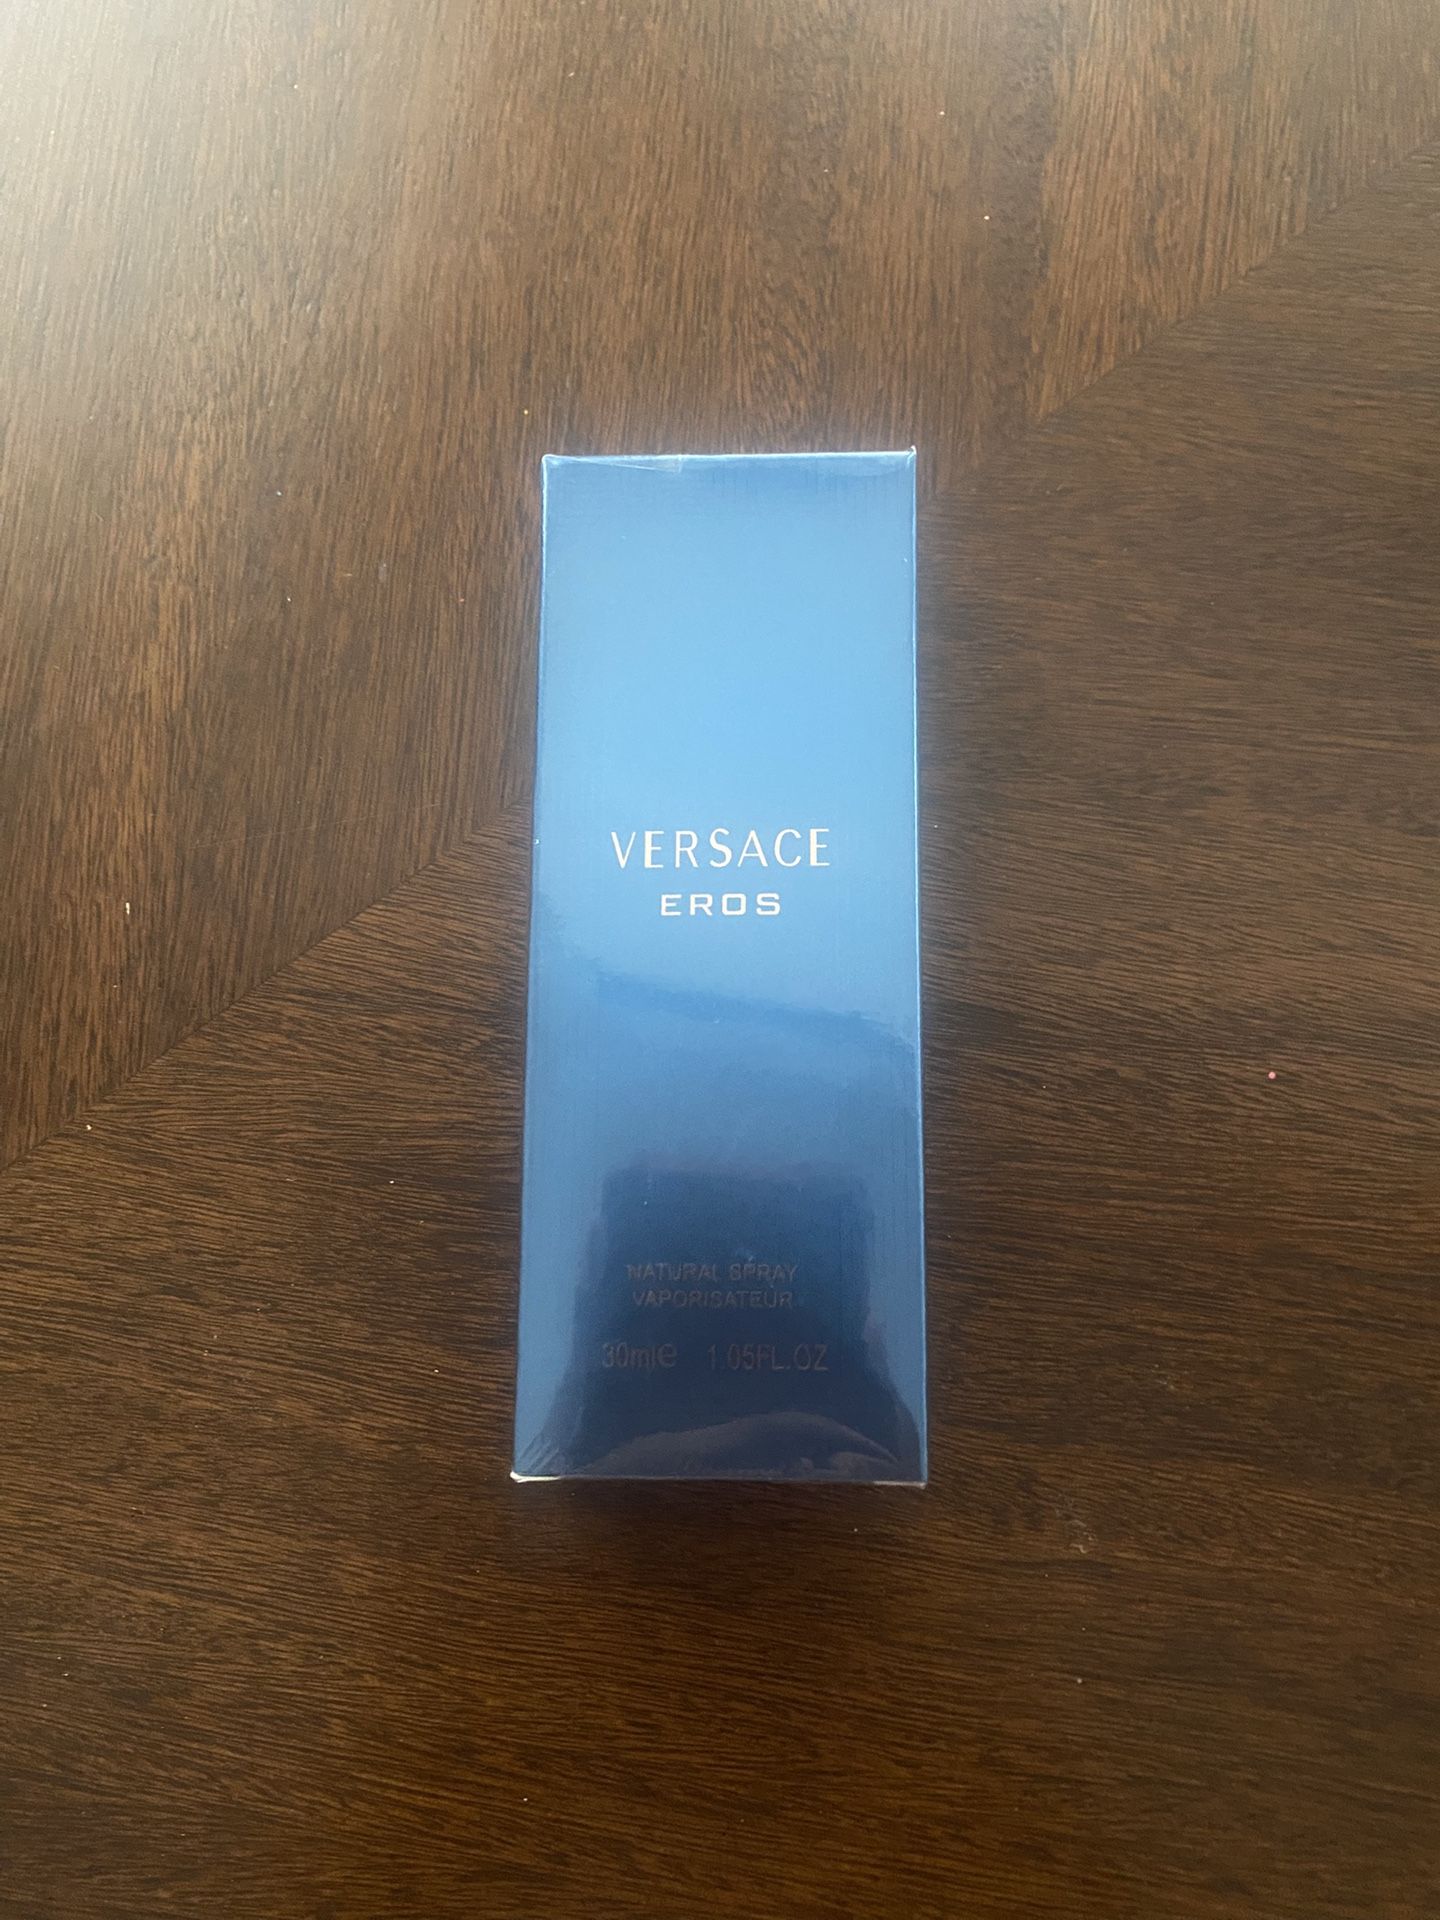 VERSACE
EROS
NATURAL SPRAY
VAPORISATEUR
30ml℮ 1.05FL.OZ